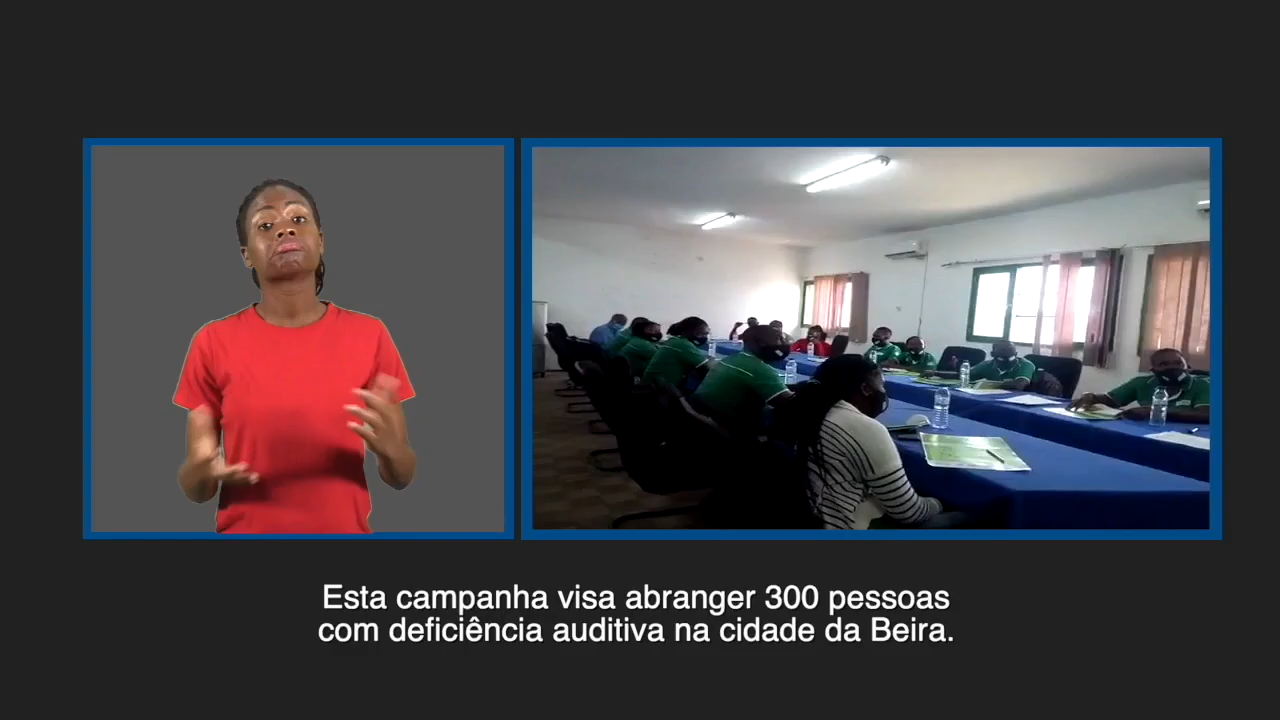 Esta campanha visa abranger 300 pessoas
com deficiência auditiva na cidade da Beira.